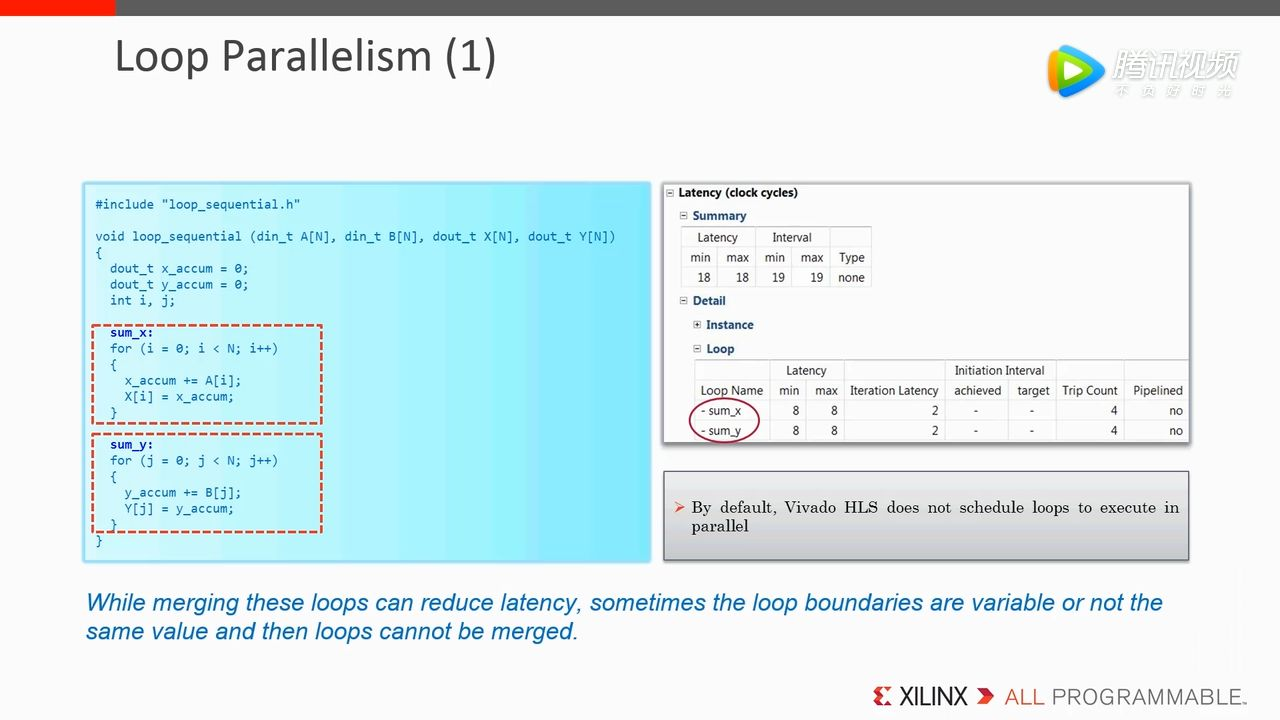 Loop Parallelism (1)
腾讯视频
不负好时光
#include "loop_sequential.h"
void loop_sequential (din_t A[N], din_t B[N], dout_t X[N], dout_t Y[N])
{
dout_t x_accum = 0;
dout_t y_accum = 0;
int i, j;
sum_x:
for (i = 0; i < N; i++)
{
x_accum += A[i];
X[i] = x_accum;
}
sum_y:
for (j = 0; j < N; j++)
{
y_accum += B[j];
Y[j] = y_accum;
}
}
Latency (clock cycles)
Summary
Latency Interval
min max min max Type
18 18 19 19 none
Detail
Instance
Loop
Latency Initiation Interval
Loop Name min max Iteration Latency achieved target Trip Count Pipelined
- sum_x 8 8 2 - - 4 no
- sum_y 8 8 2 - - 4 no
By default, Vivado HLS does not schedule loops to execute in
parallel
While merging these loops can reduce latency, sometimes the loop boundaries are variable or not the
same value and then loops cannot be merged.
XILINX ALL PROGRAMMABLE™